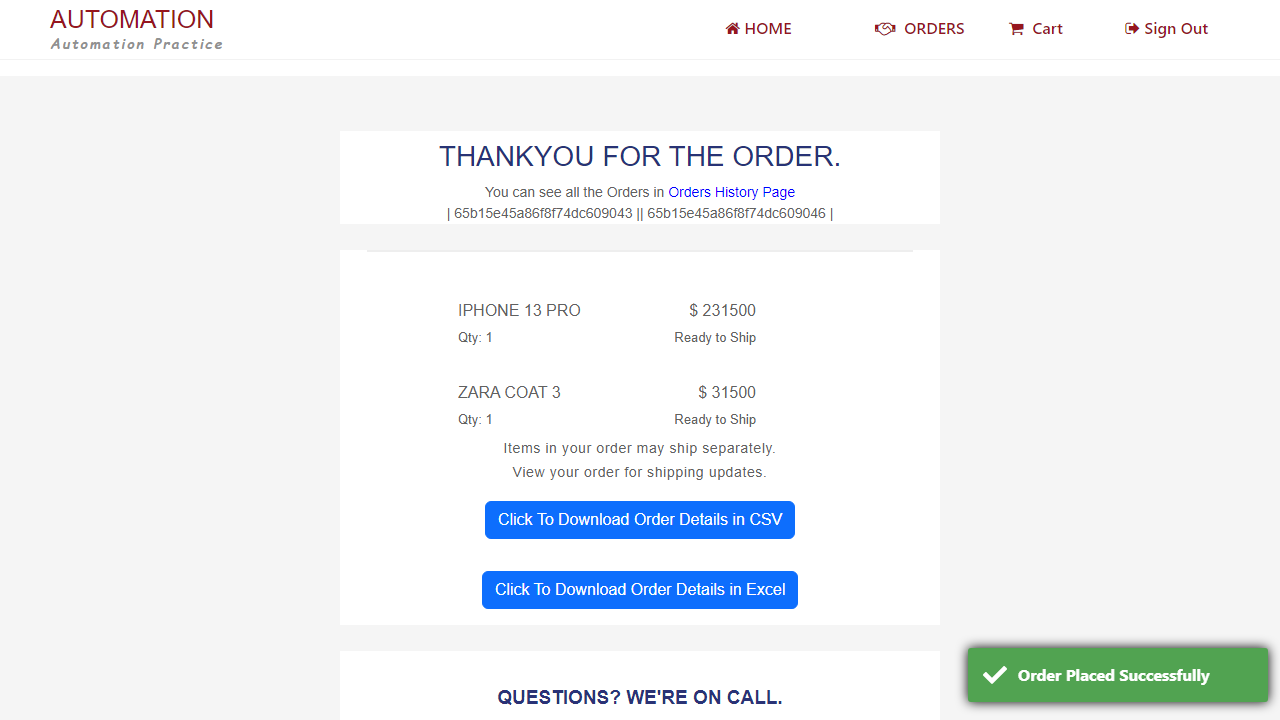 AUTOMATION
Automation Practice
HOME
ORDERS
Cart
Sign Out
THANKYOU FOR THE ORDER.
You can see all the Orders in Orders History Page
| 65b15e45a86f8f74dc609043 || 65b15e45a86f8f74dc609046 |
IPHONE 13 PRO $ 231500
Qty: 1 Ready to Ship
ZARA COAT 3 $ 31500
Qty: 1 Ready to Ship
Items in your order may ship separately.
View your order for shipping updates.
Click To Download Order Details in CSV
Click To Download Order Details in Excel
QUESTIONS? WE'RE ON CALL.
Order Placed Successfully